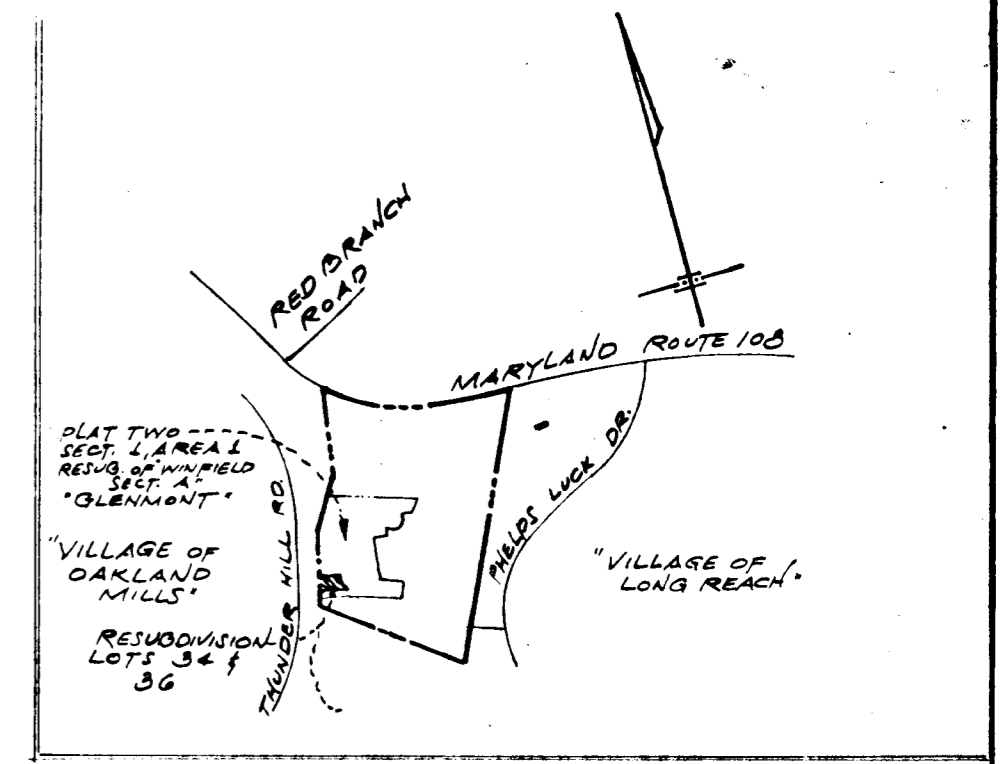 RED BRANCH
ROAD
MARYLAND ROUTE 108
PLAT TWO
SECT. 1, AREA 1
RESUB. OF "WINFIELD
SECT. A"
"GLENMONT"
THUNDER HILL RD.
PHELPS LUCK DR.
"VILLAGE OF
OAKLAND
MILLS"
"VILLAGE OF
LONG REACH"
RESUBDIVISION
LOTS 34 &
36